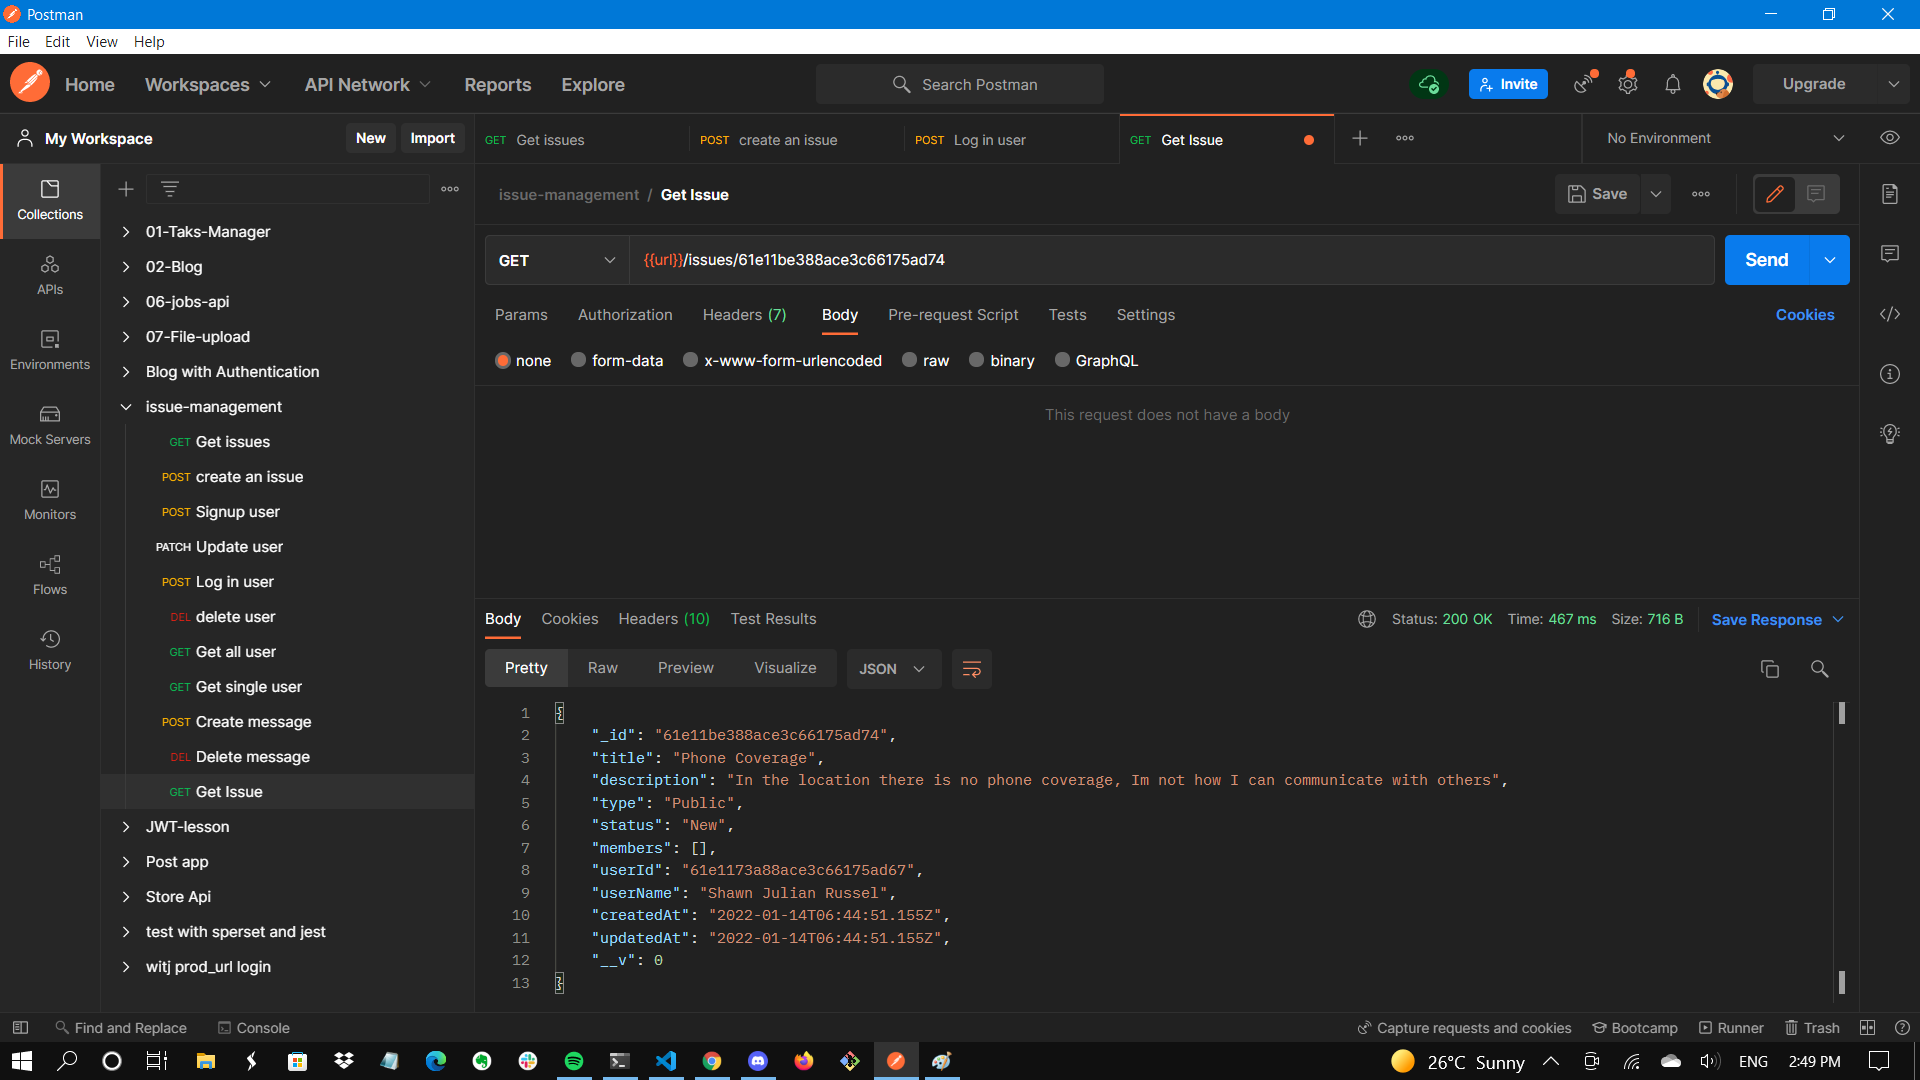 Postman
File Edit View Help
Home Workspaces API Network Reports Explore Search Postman Invite Upgrade
My Workspace New Import
GET Get issues POST create an issue POST Log in user GET Get Issue No Environment
Collections
APIs
Environments
Mock Servers
Monitors
Flows
History
01-Taks-Manager
02-Blog
06-jobs-api
07-File-upload
Blog with Authentication
issue-management
GET Get issues
POST create an issue
POST Signup user
PATCH Update user
POST Log in user
DEL delete user
GET Get all user
GET Get single user
POST Create message
DEL Delete message
GET Get Issue
JWT-lesson
Post app
Store Api
test with sperset and jest
witj prod_url login
issue-management / Get Issue Save
GET {{url}}/issues/61e11be388ace3c66175ad74 Send
Params Authorization Headers (7) Body Pre-request Script Tests Settings Cookies
none form-data x-www-form-urlencoded raw binary GraphQL
This request does not have a body
Body Cookies Headers (10) Test Results Status: 200 OK Time: 467 ms Size: 716 B Save Response
Pretty Raw Preview Visualize JSON
1 {
2 "_id": "61e11be388ace3c66175ad74",
3 "title": "Phone Coverage",
4 "description": "In the location there is no phone coverage, Im not how I can communicate with others",
5 "type": "Public",
6 "status": "New",
7 "members": [],
8 "userId": "61e1173a88ace3c66175ad67",
9 "userName": "Shawn Julian Russel",
10 "createdAt": "2022-01-14T06:44:51.155Z",
11 "updatedAt": "2022-01-14T06:44:51.155Z",
12 "__v": 0
13 }
Find and Replace Console Capture requests and cookies Bootcamp Runner Trash
26°C Sunny ENG 2:49 PM